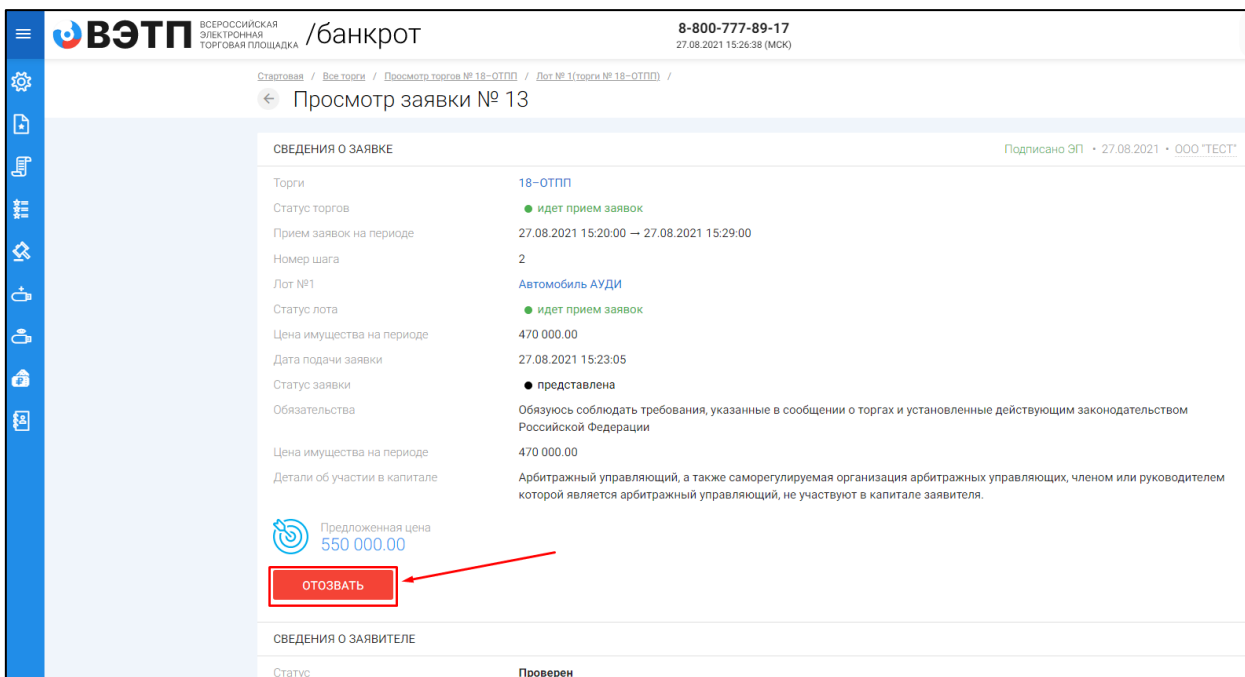 ВЭТП
ВСЕРОССИЙСКАЯ
ЭЛЕКТРОННАЯ
ТОРГОВАЯ ПЛОЩАДКА
/банкрот
8-800-777-89-17
27.08.2021 15:26:38 (МСК)
Стартовая / Все торги / Просмотр торгов № 18–ОТПП / Лот № 1(торги № 18–ОТПП) /
Просмотр заявки № 13
СВЕДЕНИЯ О ЗАЯВКЕ
Подписано ЭП • 27.08.2021 • ООО "ТЕСТ"
Торги 18–ОТПП
Статус торгов ● идет прием заявок
Прием заявок на периоде 27.08.2021 15:20:00 → 27.08.2021 15:29:00
Номер шага 2
Лот №1 Автомобиль АУДИ
Статус лота ● идет прием заявок
Цена имущества на периоде 470 000.00
Дата подачи заявки 27.08.2021 15:23:05
Статус заявки ● представлена
Обязательства Обязуюсь соблюдать требования, указанные в сообщении о торгах и установленные действующим законодательством
Российской Федерации
Цена имущества на периоде 470 000.00
Детали об участии в капитале Арбитражный управляющий, а также саморегулируемая организация арбитражных управляющих, членом или руководителем
которой является арбитражный управляющий, не участвуют в капитале заявителя.
Предложенная цена
550 000.00
ОТОЗВАТЬ
СВЕДЕНИЯ О ЗАЯВИТЕЛЕ
Статус Проверен